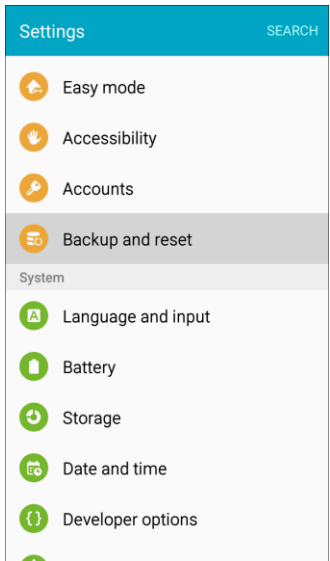 Settings SEARCH
Easy mode
Accessibility
Accounts
Backup and reset
System
Language and input
A
Battery
Storage
Date and time
Developer options